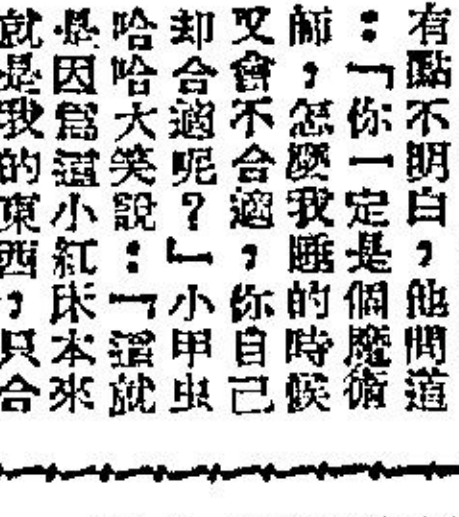 有點不明白，他問道
：「你一定是個魔術
師，怎麼我睡的時候
又會不合適，你自己
却合適呢？」小甲虫
哈哈大笑說：「這就
是因為這小紅床本來
就是我的東西，只合